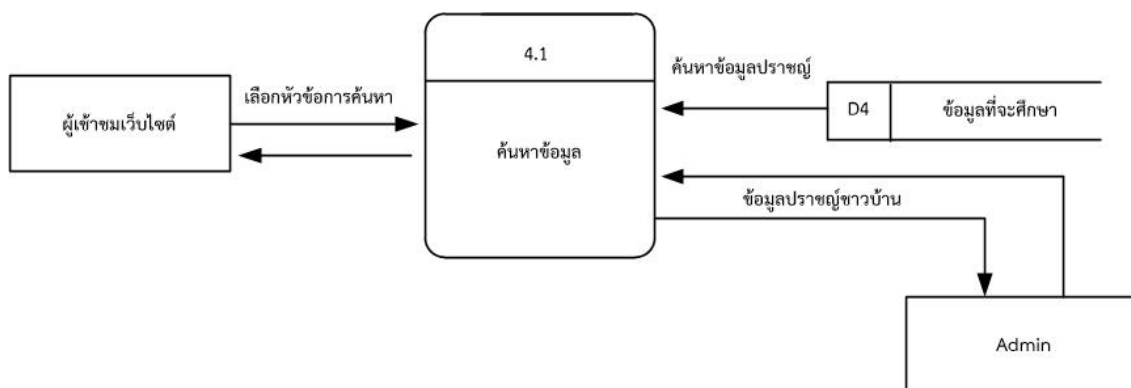 4.1
ค้นหาข้อมูลปราชญ์
เลือกหัวข้อการค้นหา
D4
ข้อมูลที่จะศึกษา
ผู้เข้าชมเว็บไซต์
ค้นหาข้อมูล
ข้อมูลปราชญ์ชาวบ้าน
Admin